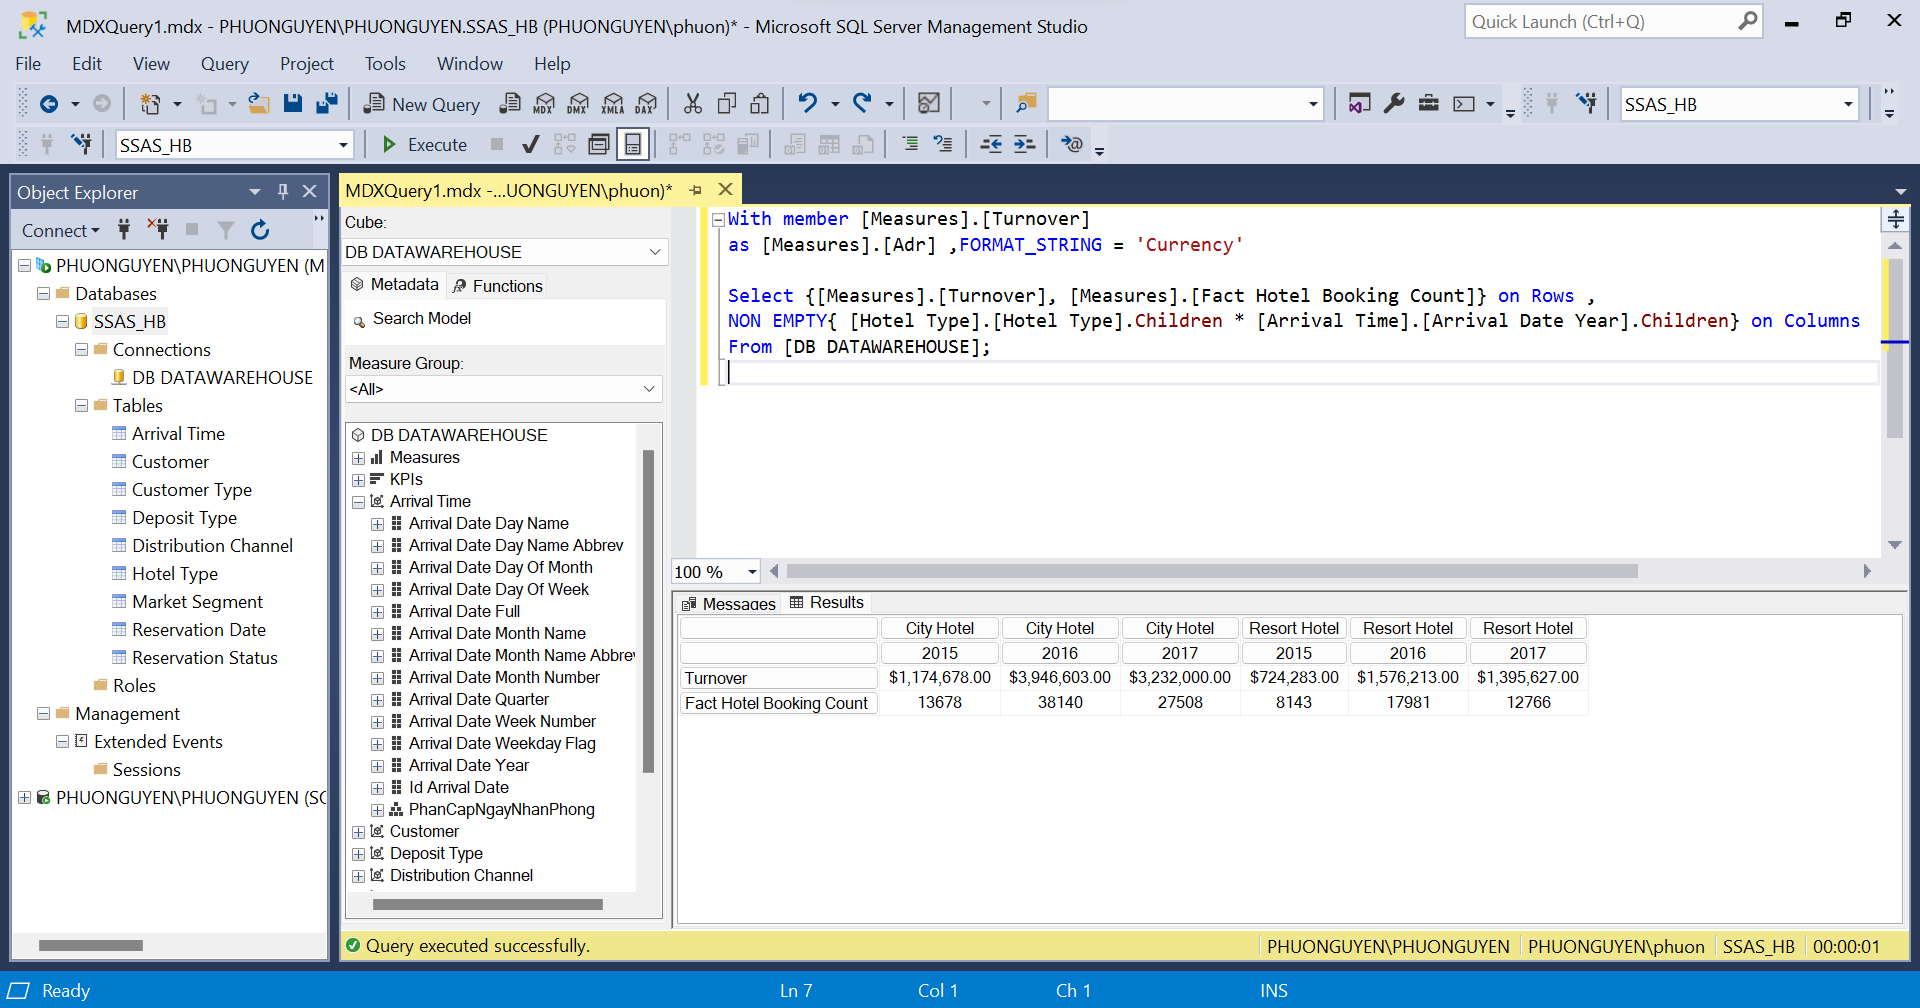 MDXQuery1.mdx - PHUONGUYEN\PHUONGUYEN.SSAS_HB (PHUONGUYEN\phuon)* - Microsoft SQL Server Management Studio
Quick Launch (Ctrl+Q)
File Edit View Query Project Tools Window Help
New Query MDX DMX XMLA DAX
SSAS_HB
SSAS_HB
Execute
Object Explorer
Connect
PHUONGUYEN\PHUONGUYEN (M
Databases
SSAS_HB
Connections
DB DATAWAREHOUSE
Tables
Arrival Time
Customer
Customer Type
Deposit Type
Distribution Channel
Hotel Type
Market Segment
Reservation Date
Reservation Status
Roles
Management
Extended Events
Sessions
PHUONGUYEN\PHUONGUYEN (SC
MDXQuery1.mdx -...UONGUYEN\phuon)*
Cube:
DB DATAWAREHOUSE
Metadata Functions
Search Model
Measure Group:
<All>
DB DATAWAREHOUSE
Measures
KPIs
Arrival Time
Arrival Date Day Name
Arrival Date Day Name Abbrev
Arrival Date Day Of Month
Arrival Date Day Of Week
Arrival Date Full
Arrival Date Month Name
Arrival Date Month Name Abbrev
Arrival Date Month Number
Arrival Date Quarter
Arrival Date Week Number
Arrival Date Weekday Flag
Arrival Date Year
Id Arrival Date
PhanCapNgayNhanPhong
Customer
Deposit Type
Distribution Channel
With member [Measures].[Turnover]
as [Measures].[Adr] ,FORMAT_STRING = 'Currency'
Select {[Measures].[Turnover], [Measures].[Fact Hotel Booking Count]} on Rows ,
NON EMPTY{ [Hotel Type].[Hotel Type].Children * [Arrival Time].[Arrival Date Year].Children} on Columns
From [DB DATAWAREHOUSE];
100 %
Messages Results
City Hotel City Hotel City Hotel Resort Hotel Resort Hotel Resort Hotel
2015 2016 2017 2015 2016 2017
Turnover $1,174,678.00 $3,946,603.00 $3,232,000.00 $724,283.00 $1,576,213.00 $1,395,627.00
Fact Hotel Booking Count 13678 38140 27508 8143 17981 12766
Query executed successfully. PHUONGUYEN\PHUONGUYEN PHUONGUYEN\phuon SSAS_HB 00:00:01
Ready Ln 7 Col 1 Ch 1 INS